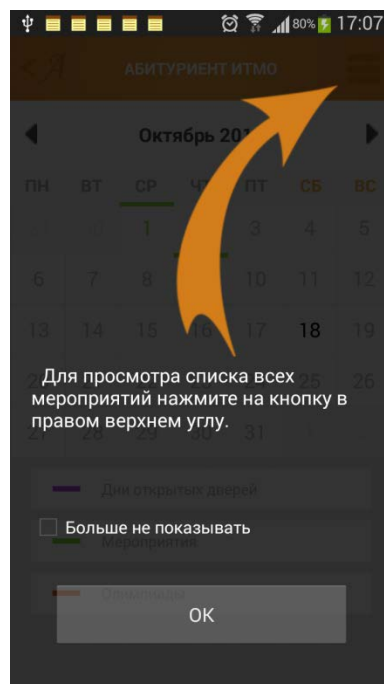 80% 17:07
АБИТУРИЕНТ ИТМО
Октябрь 201
ПН ВТ СР ЧТ ПТ СБ ВС
1 3 4 5
6 7 8 10 11 12
13 14 15 16 17 18 19
Для просмотра списка всех
мероприятий нажмите на кнопку в
правом верхнем углу.
25 26
27 28 29 30 31
Дни открытых дверей
Больше не показывать
Мероприятия
Олимпиады
ОК